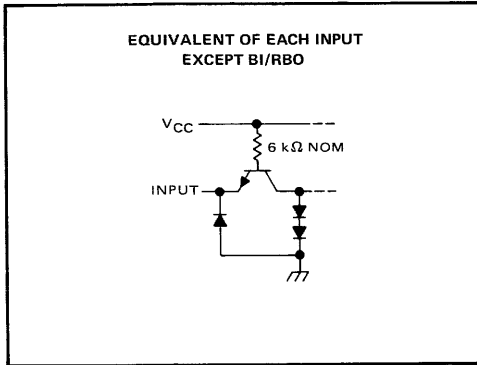 EQUIVALENT OF EACH INPUT
EXCEPT BI/RBO
VCC
6 kΩ NOM
INPUT